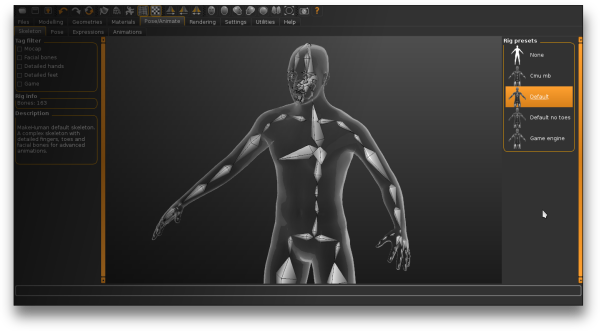 Files Modelling Geometries Materials Pose/Animate Rendering Settings Utilities Help
Skeleton Pose Expressions Animations
Tag filter
Mocap
Facial bones
Detailed hands
Detailed feet
Game
Rig info
Bones: 163
Description
MakeHuman default skeleton.
A complex skeleton with
detailed fingers, toes and
facial bones for advanced
animations.
Rig presets
None
Cmu mb
Default
Default no toes
Game engine